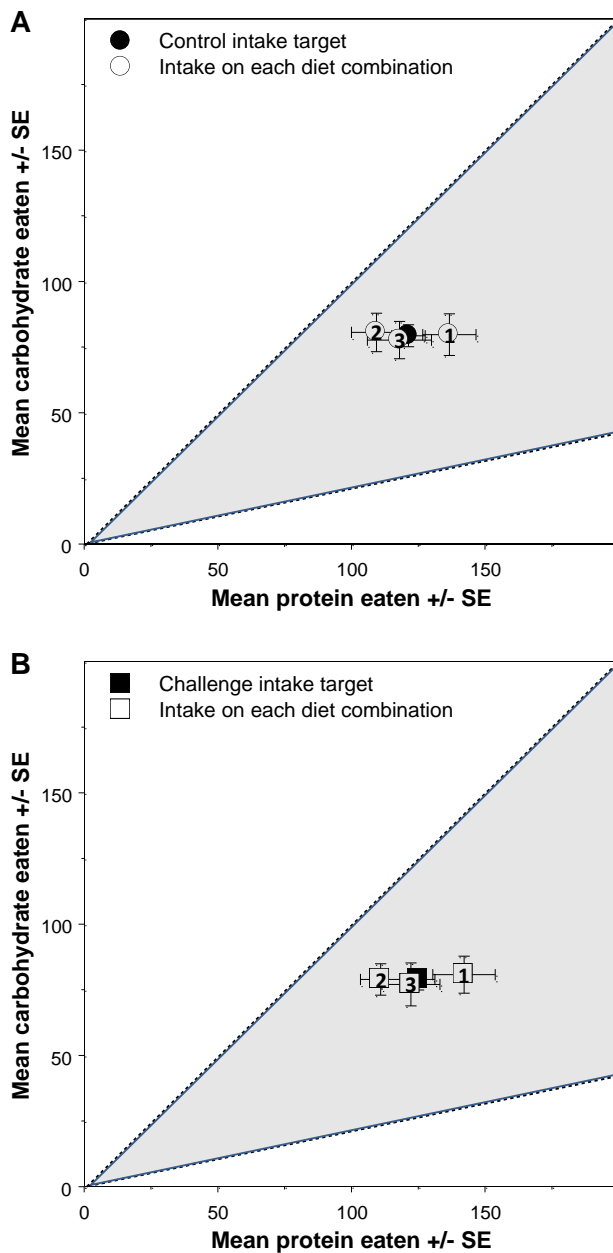 A
Control intake target
Intake on each diet combination
Mean carbohydrate eaten +/- SE
150
100
50
0
2
3
1
0
50
100
150
Mean protein eaten +/- SE
B
Challenge intake target
Intake on each diet combination
Mean carbohydrate eaten +/- SE
150
100
50
0
2
3
1
0
50
100
150
Mean protein eaten +/- SE